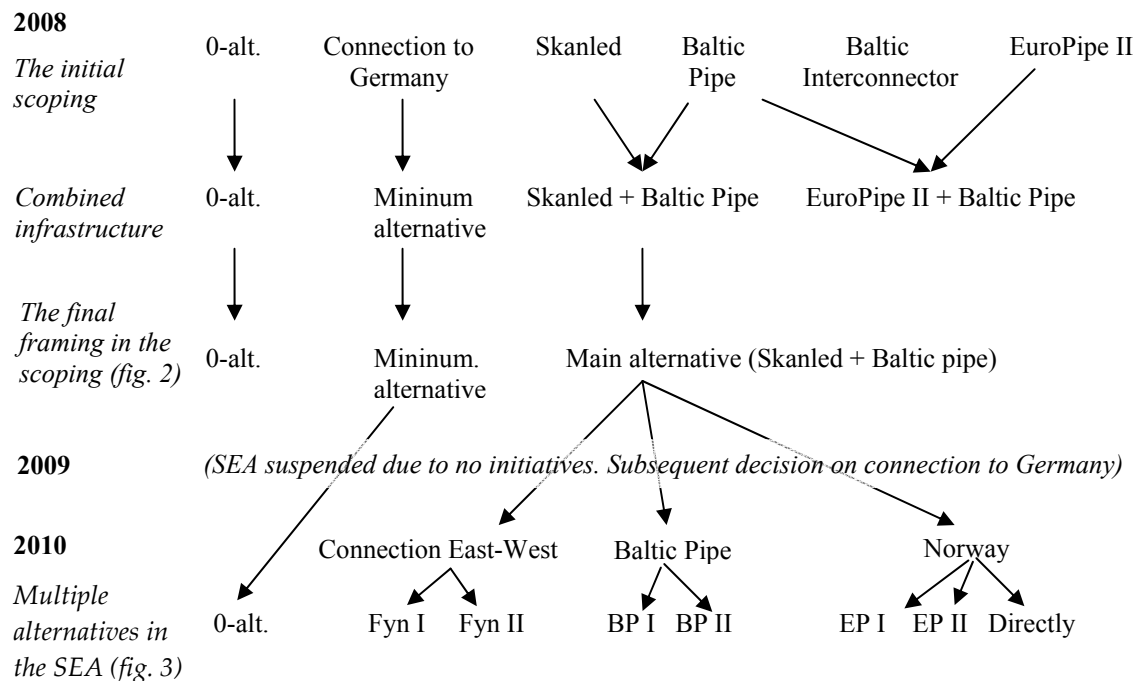 2008
The initial
scoping
0-alt.
Connection to
Germany
Skanled
Baltic
Pipe
Baltic
Interconnector
EuroPipe II
Combined
infrastructure
0-alt.
Mininum
alternative
Skanled + Baltic Pipe
EuroPipe II + Baltic Pipe
The final
framing in the
scoping (fig. 2)
0-alt.
Mininum.
alternative
Main alternative (Skanled + Baltic pipe)
2009
(SEA suspended due to no initiatives. Subsequent decision on connection to Germany)
2010
Multiple
alternatives in
the SEA (fig. 3)
Connection East-West
Baltic Pipe
Norway
0-alt.
Fyn I
Fyn II
BP I
BP II
EP I
EP II
Directly